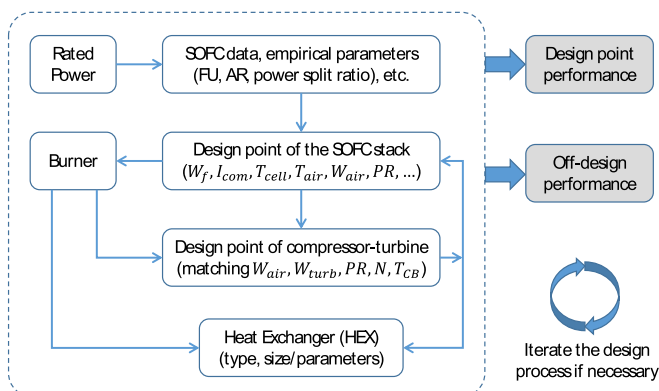 Rated
Power
SOFC data, empirical parameters
(FU, AR, power split ratio), etc.
Design point
performance
Burner
Design point of the SOFC stack
(W_f, I_com, T_cell, T_air, W_air, PR, ...)
Off-design
performance
Design point of compressor-turbine
(matching W_air, W_turb, PR, N, T_CB)
Heat Exchanger (HEX)
(type, size/parameters)
Iterate the design
process if necessary